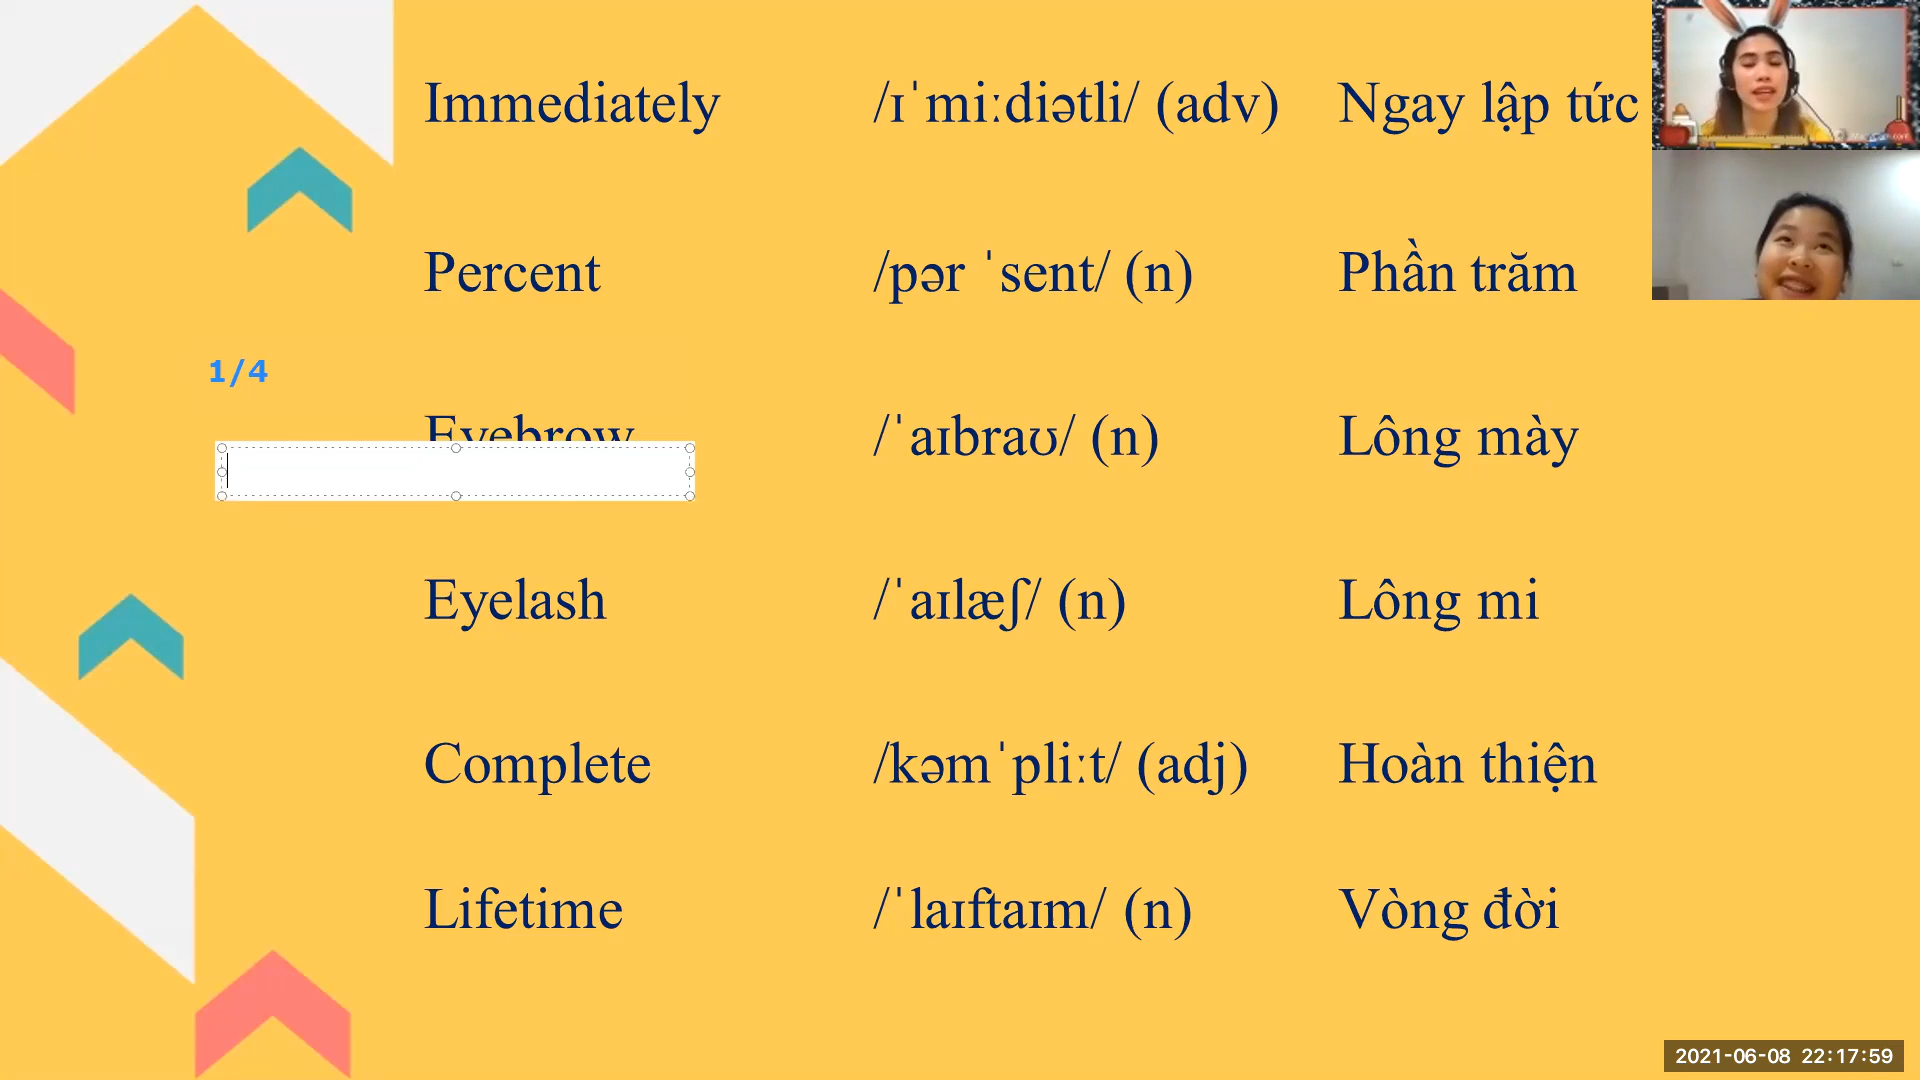 Immediately /ɪˈmiːdiətli/ (adv) Ngay lập tức
Percent /pər ˈsent/ (n) Phần trăm
1/4
Eyebrow /ˈaɪbraʊ/ (n) Lông mày
Eyelash /ˈaɪlæʃ/ (n) Lông mi
Complete /kəmˈpliːt/ (adj) Hoàn thiện
Lifetime /ˈlaɪftaɪm/ (n) Vòng đời
2021-06-08 22:17:59